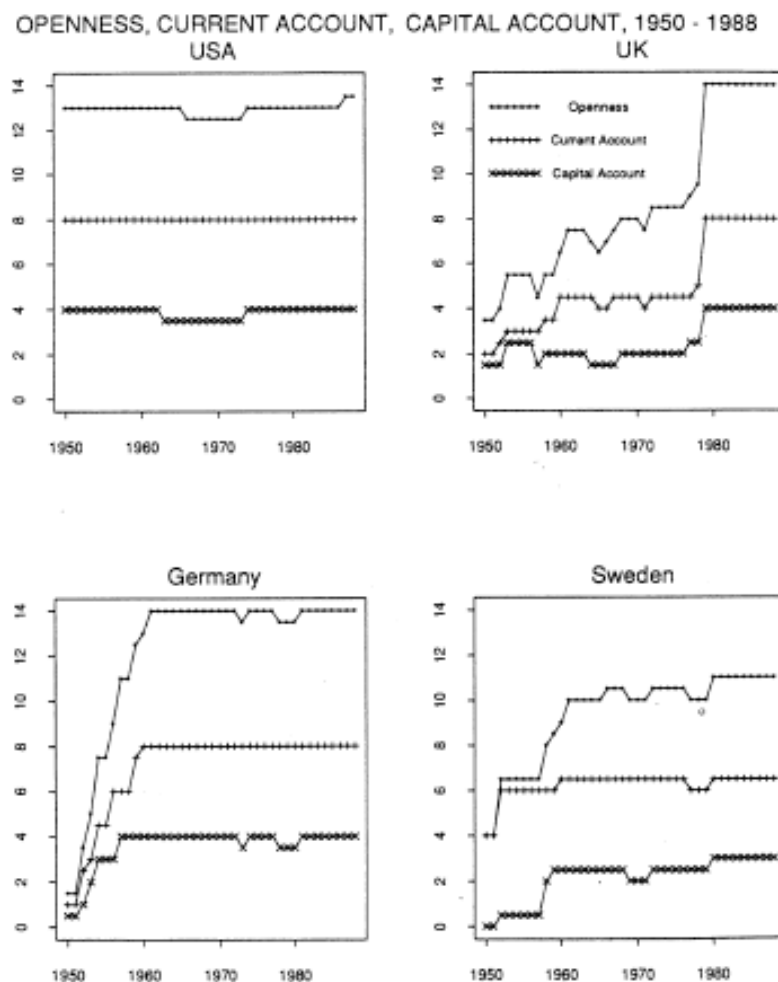 OPENNESS, CURRENT ACCOUNT, CAPITAL ACCOUNT, 1950 - 1988
USA
14
12
10
8
6
4
2
0
1950 1960 1970 1980
UK
Openness
Current Account
Capital Account
14
12
10
8
6
4
2
0
1950 1960 1970 1980
Germany
14
12
10
8
6
4
2
0
1950 1960 1970 1980
Sweden
14
12
10
8
6
4
2
0
1950 1960 1970 1980